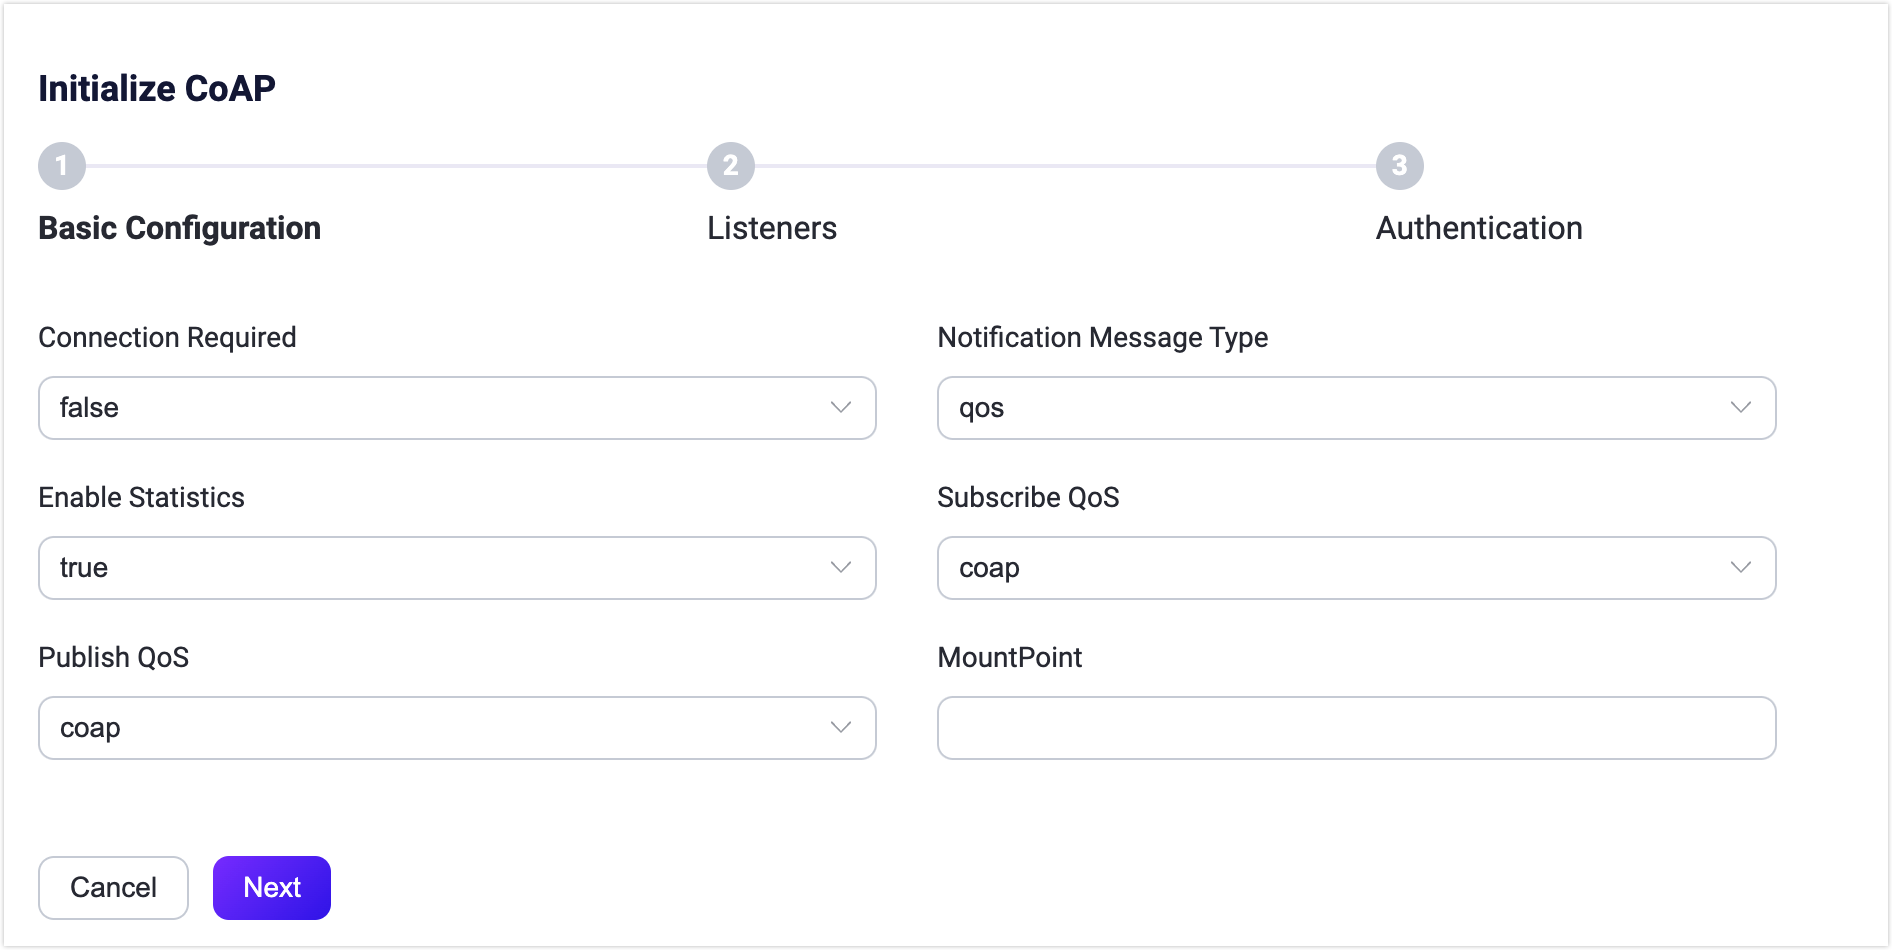 Initialize CoAP
1 2 3
Basic Configuration Listeners Authentication
Connection Required Notification Message Type
false qos
Enable Statistics Subscribe QoS
true coap
Publish QoS MountPoint
coap
Cancel Next